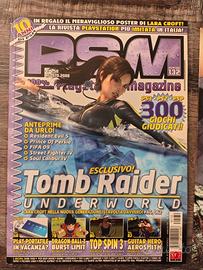 IN REGALO IL MERAVIGLIOSO POSTER DI LARA CROFT!
LA RIVISTA PLAYSTATION PIÙ IMITATA IN ITALIA!
10
PSM
132
300
GIOCHI
GIUDICATI!
ANTEPRIME
DA URLO!
Resident Evil 5
Prince Of Persia
FIFA 09
Street Fighter IV
Soul Calibur IV
ESCLUSIVO!
Tomb Raider
UNDERWORLD
PLAY PORTATILE
IN VACANZA!
DRAGON BALL Z
BURST LIMIT
TOP SPIN 3
GUITAR HERO
AEROSMITH